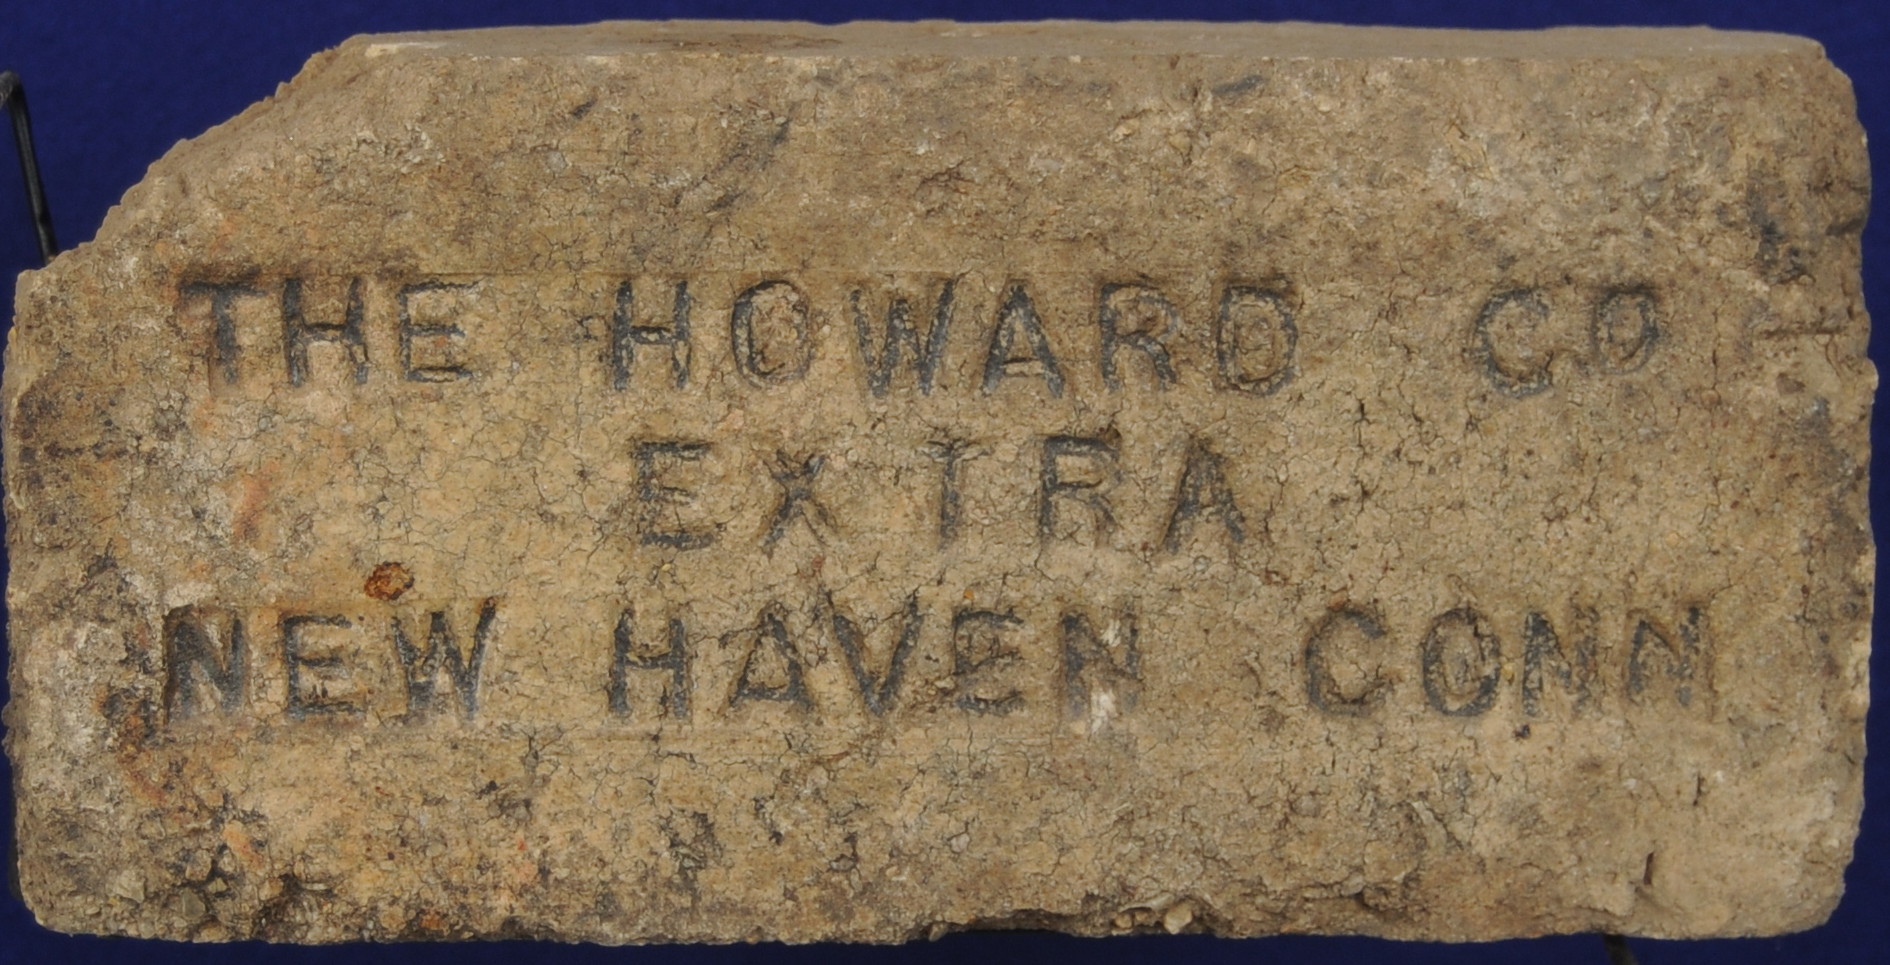 THE HOWARD CO
EXTRA
NEW HAVEN CONN